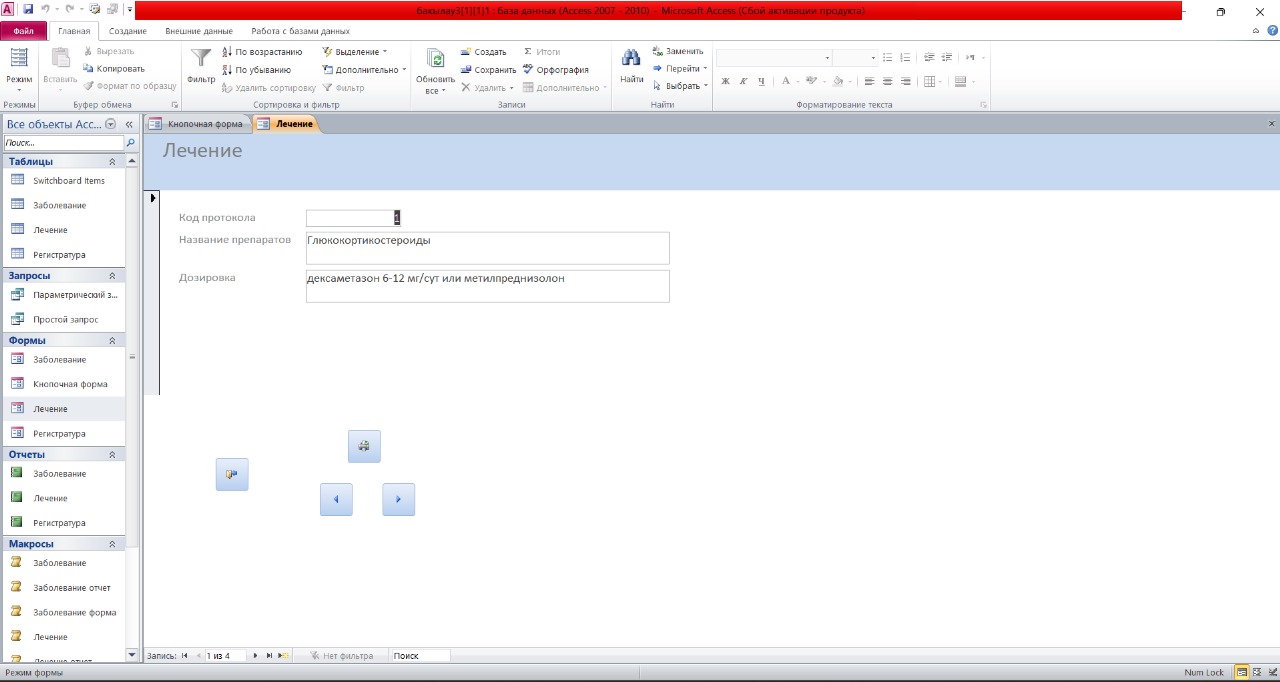 бакылау3[1][1]1 : база данных (Access 2007 - 2010) - Microsoft Access (Сбой активации продукта)
Файл Главная Создание Внешние данные Работа с базами данных
Режим
Режимы
Вставить
Вырезать
Копировать
Формат по образцу
Буфер обмена
Фильтр
По возрастанию
По убыванию
Удалить сортировку
Выделение
Дополнительно
Фильтр
Сортировка и фильтр
Обновить все
Создать
Сохранить
Удалить
Итоги
Орфография
Дополнительно
Записи
Найти
Заменить
Перейти
Выбрать
Найти
Ж К Ч А
Форматирование текста
Все объекты Acc...
Поиск...
Таблицы
Switchboard Items
Заболевание
Лечение
Регистратура
Запросы
Параметрический з...
Простой запрос
Формы
Заболевание
Кнопочная форма
Лечение
Регистратура
Отчеты
Заболевание
Лечение
Регистратура
Макросы
Заболевание
Заболевание отчет
Заболевание форма
Лечение
Лечение отчет
Кнопочная форма Лечение
Лечение
Код протокола 1
Название препаратов Глюкокортикостероиды
Дозировка дексаметазон 6-12 мг/сут или метилпреднизолон
Запись: 1 из 4 Нет фильтра Поиск
Режим формы Num Lock